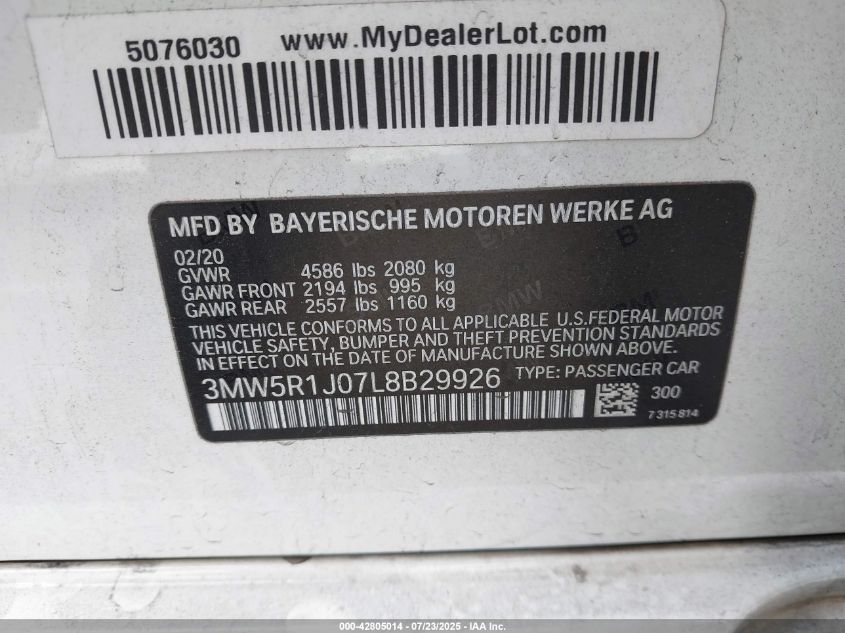 5076030 www.MyDealerLot.com
MFD BY BAYERISCHE MOTOREN WERKE AG
02/20
GVWR 4586 lbs 2080 kg
GAWR FRONT 2194 lbs 995 kg
GAWR REAR 2557 lbs 1160 kg
THIS VEHICLE CONFORMS TO ALL APPLICABLE U.S.FEDERAL MOTOR
VEHICLE SAFETY, BUMPER AND THEFT PREVENTION STANDARDS
IN EFFECT ON THE DATE OF MANUFACTURE SHOWN ABOVE.
3MW5R1J07L8B29926 TYPE: PASSENGER CAR
300
7315814
000-42805014 - 07/23/2025 - IAA Inc.